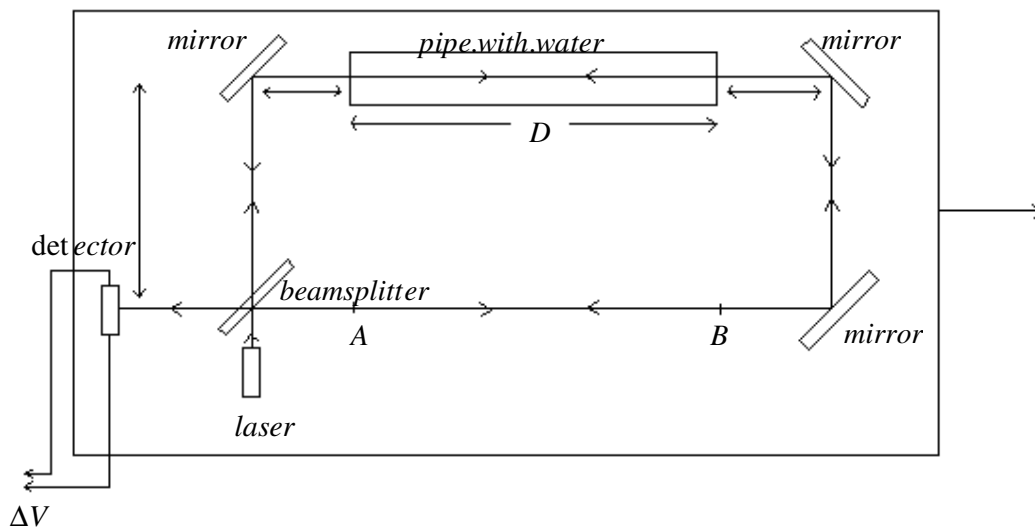 mirror
pipe.with.water
mirror
D
detector
beamsplitter
A
B
mirror
laser
ΔV